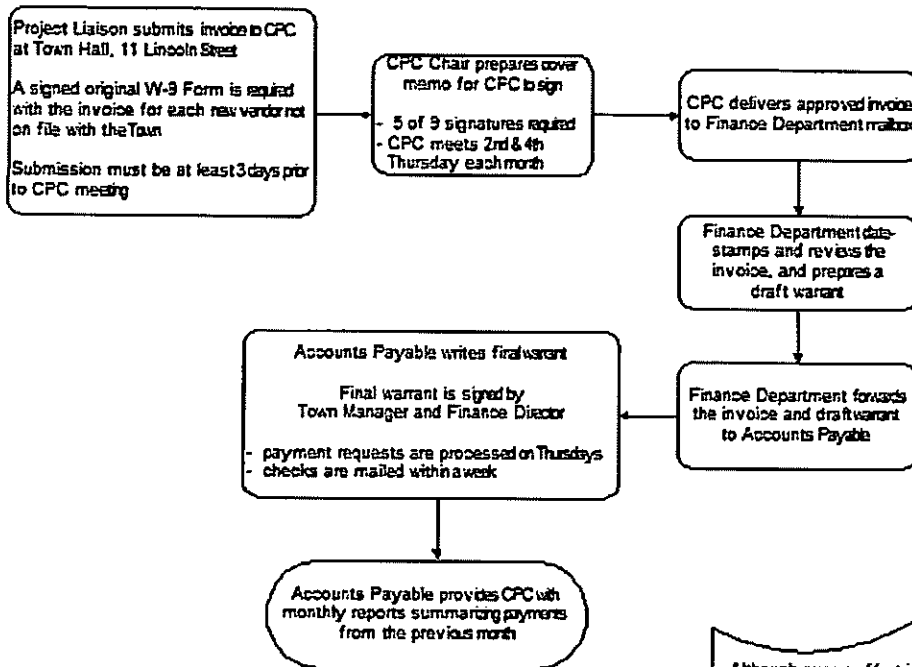 Project Liaison submits invoice to CPC
at Town Hall, 11 Lincoln Street
A signed original W-9 Form is required
with the invoice for each new vendor not
on file with the Town
Submission must be at least 3 days prior
to CPC meeting
CPC Chair prepares cover
memo for CPC to sign
- 5 of 9 signatures required
- CPC meets 2nd & 4th
Thursday each month
CPC delivers approved invoice
to Finance Department mailbox
Finance Department date-
stamps and reviews the
invoice, and prepares a
draft warrant
Finance Department forwards
the invoice and draft warrant
to Accounts Payable
Accounts Payable writes final warrant
Final warrant is signed by
Town Manager and Finance Director
- payment requests are processed on Thursdays
- checks are mailed within a week
Accounts Payable provides CPC with
monthly reports summarizing payments
from the previous month